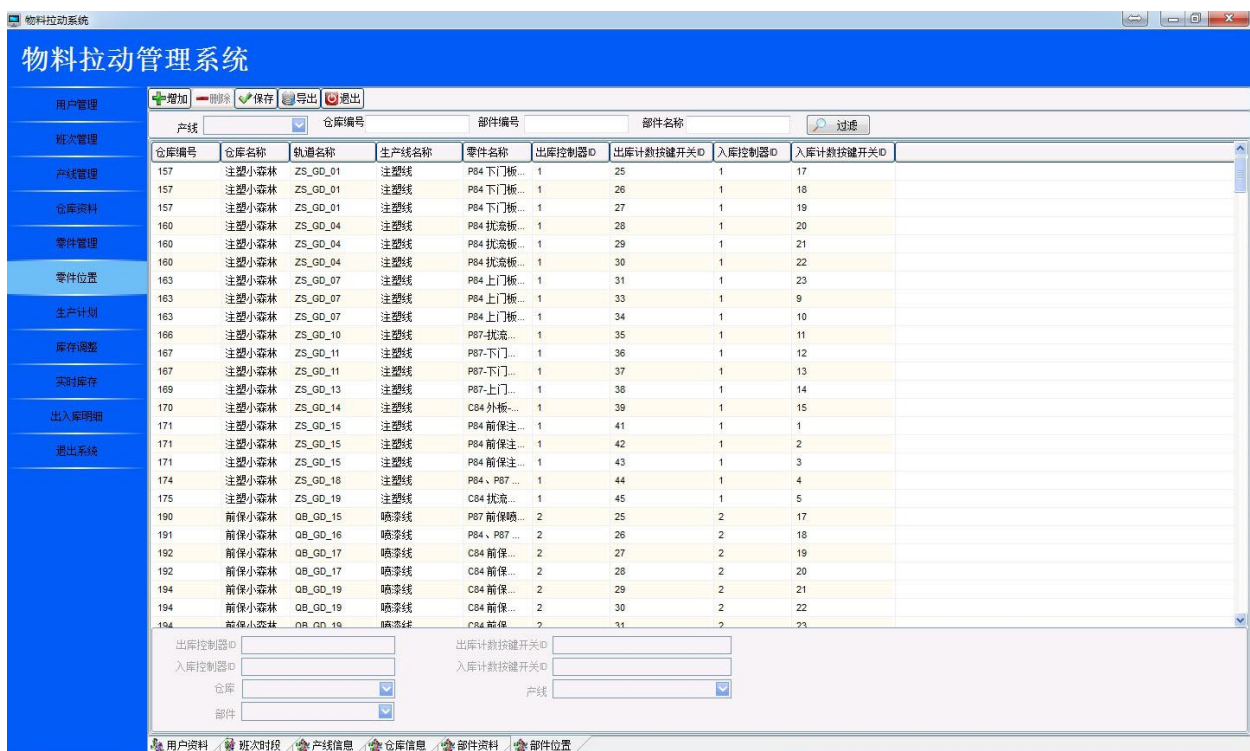 物料拉动系统
物料拉动管理系统
用户管理
班次管理
产线管理
仓库资料
零件管理
零件位置
生产计划
库存调整
实时库存
出入库明细
退出系统
增加 删除 保存 导出 退出
产线 仓库编号 部件编号 部件名称 过滤
仓库编号 仓库名称 轨道名称 生产线名称 零件名称 出库控制器ID 出库计数按键开关ID 入库控制器ID 入库计数按键开关ID
157 注塑小森林 ZS_GD_01 注塑线 P84 下门板... 1 25 1 17
157 注塑小森林 ZS_GD_01 注塑线 P84 下门板... 1 26 1 18
157 注塑小森林 ZS_GD_01 注塑线 P84 下门板... 1 27 1 19
160 注塑小森林 ZS_GD_04 注塑线 P84 扰流板... 1 28 1 20
160 注塑小森林 ZS_GD_04 注塑线 P84 扰流板... 1 29 1 21
160 注塑小森林 ZS_GD_04 注塑线 P84 扰流板... 1 30 1 22
163 注塑小森林 ZS_GD_07 注塑线 P84 上门板... 1 31 1 23
163 注塑小森林 ZS_GD_07 注塑线 P84 上门板... 1 33 1 9
163 注塑小森林 ZS_GD_07 注塑线 P84 上门板... 1 34 1 10
166 注塑小森林 ZS_GD_10 注塑线 P87-扰流... 1 35 1 11
167 注塑小森林 ZS_GD_11 注塑线 P87-下门... 1 36 1 12
167 注塑小森林 ZS_GD_11 注塑线 P87-下门... 1 37 1 13
169 注塑小森林 ZS_GD_13 注塑线 P87-上门... 1 38 1 14
170 注塑小森林 ZS_GD_14 注塑线 C84 外板-... 1 39 1 15
171 注塑小森林 ZS_GD_15 注塑线 P84 前保注... 1 41 1 1
171 注塑小森林 ZS_GD_15 注塑线 P84 前保注... 1 42 1 2
171 注塑小森林 ZS_GD_15 注塑线 P84 前保注... 1 43 1 3
174 注塑小森林 ZS_GD_18 注塑线 P84、P87 ... 1 44 1 4
175 注塑小森林 ZS_GD_19 注塑线 C84 扰流... 1 45 1 5
190 前保小森林 QB_GD_15 喷漆线 P87 前保喷... 2 25 2 17
191 前保小森林 QB_GD_16 喷漆线 P84、P87 ... 2 26 2 18
192 前保小森林 QB_GD_17 喷漆线 C84 前保... 2 27 2 19
192 前保小森林 QB_GD_17 喷漆线 C84 前保... 2 28 2 20
194 前保小森林 QB_GD_19 喷漆线 C84 前保... 2 29 2 21
194 前保小森林 QB_GD_19 喷漆线 C84 前保... 2 30 2 22
194 前保小森林 QB_GD_19 喷漆线 C84 前保... 2 31 2 23
出库控制器ID 出库计数按键开关ID
入库控制器ID 入库计数按键开关ID
仓库 产线
部件
用户资料 班次时段 产线信息 仓库信息 部件资料 部件位置